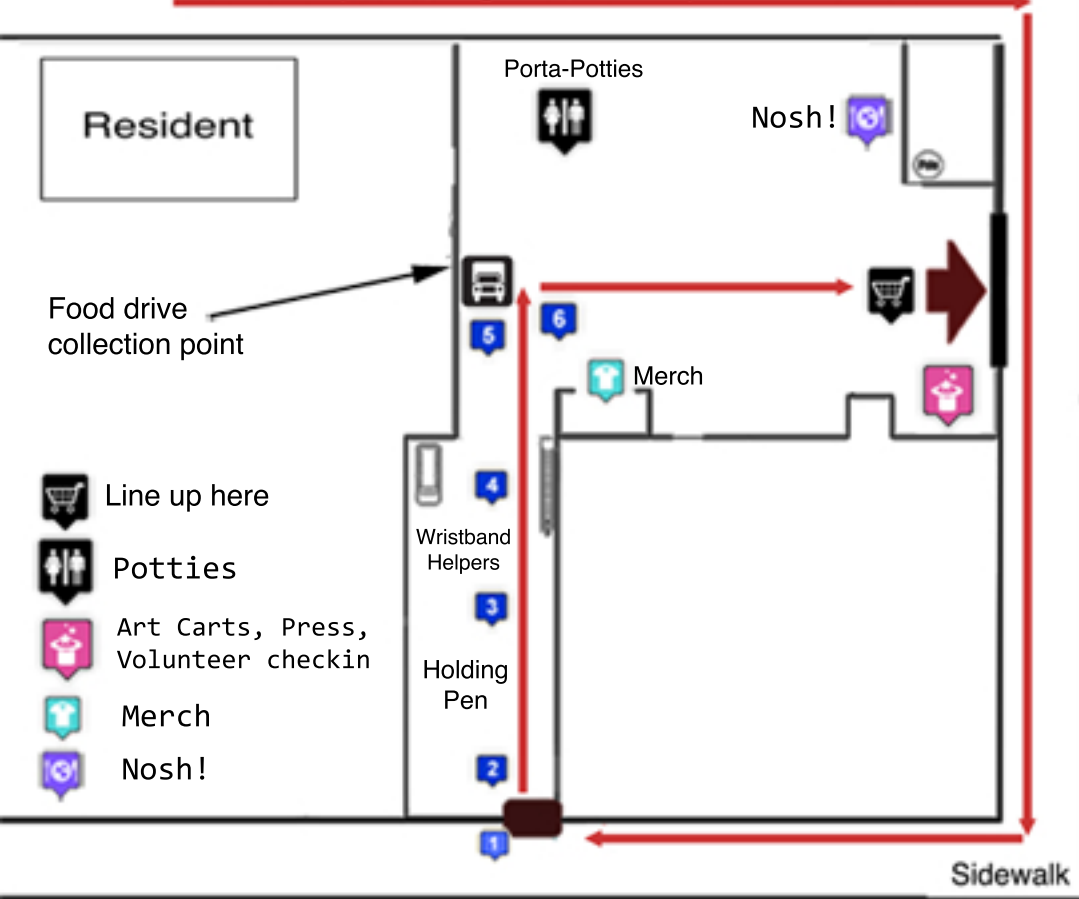 Porta-Potties
Nosh!
Resident
Pole
Food drive
collection point
5
6
Merch
4
Wristband
Helpers
3
Holding
Pen
2
1
Line up here
Potties
Art Carts, Press,
Volunteer checkin
Merch
Nosh!
Sidewalk